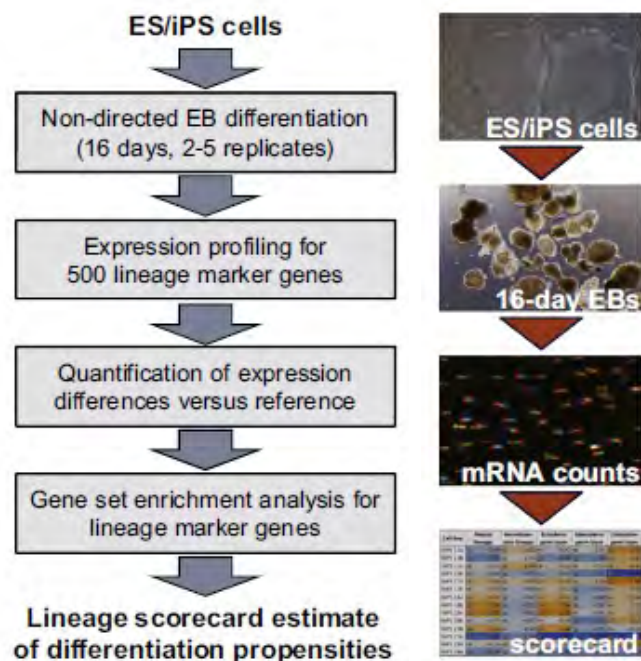 ES/iPS cells
Non-directed EB differentiation
(16 days, 2-5 replicates)
Expression profiling for
500 lineage marker genes
Quantification of expression
differences versus reference
Gene set enrichment analysis for
lineage marker genes
Lineage scorecard estimate
of differentiation propensities
ES/iPS cells
16-day EBs
mRNA counts
scorecard